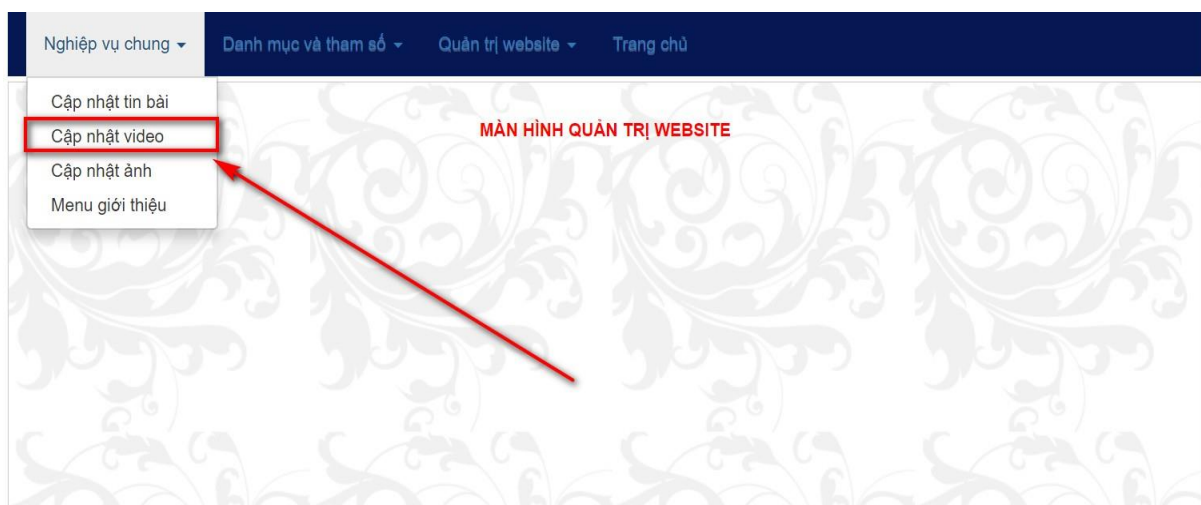 Nghiệp vụ chung Danh mục và tham số Quản trị website Trang chủ
Cập nhật tin bài
Cập nhật video
Cập nhật ảnh
Menu giới thiệu
MÀN HÌNH QUẢN TRỊ WEBSITE